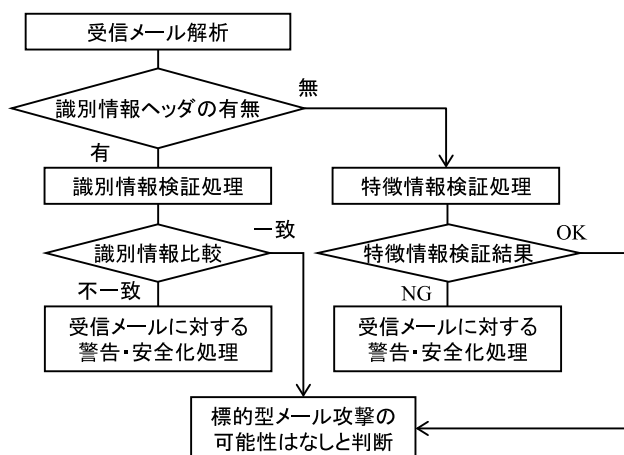 受信メール解析
識別情報ヘッダの有無
無
有
識別情報検証処理
特徴情報検証処理
識別情報比較
一致
特徴情報検証結果
OK
不一致
NG
受信メールに対する
警告・安全化処理
受信メールに対する
警告・安全化処理
標的型メール攻撃の
可能性はなしと判断